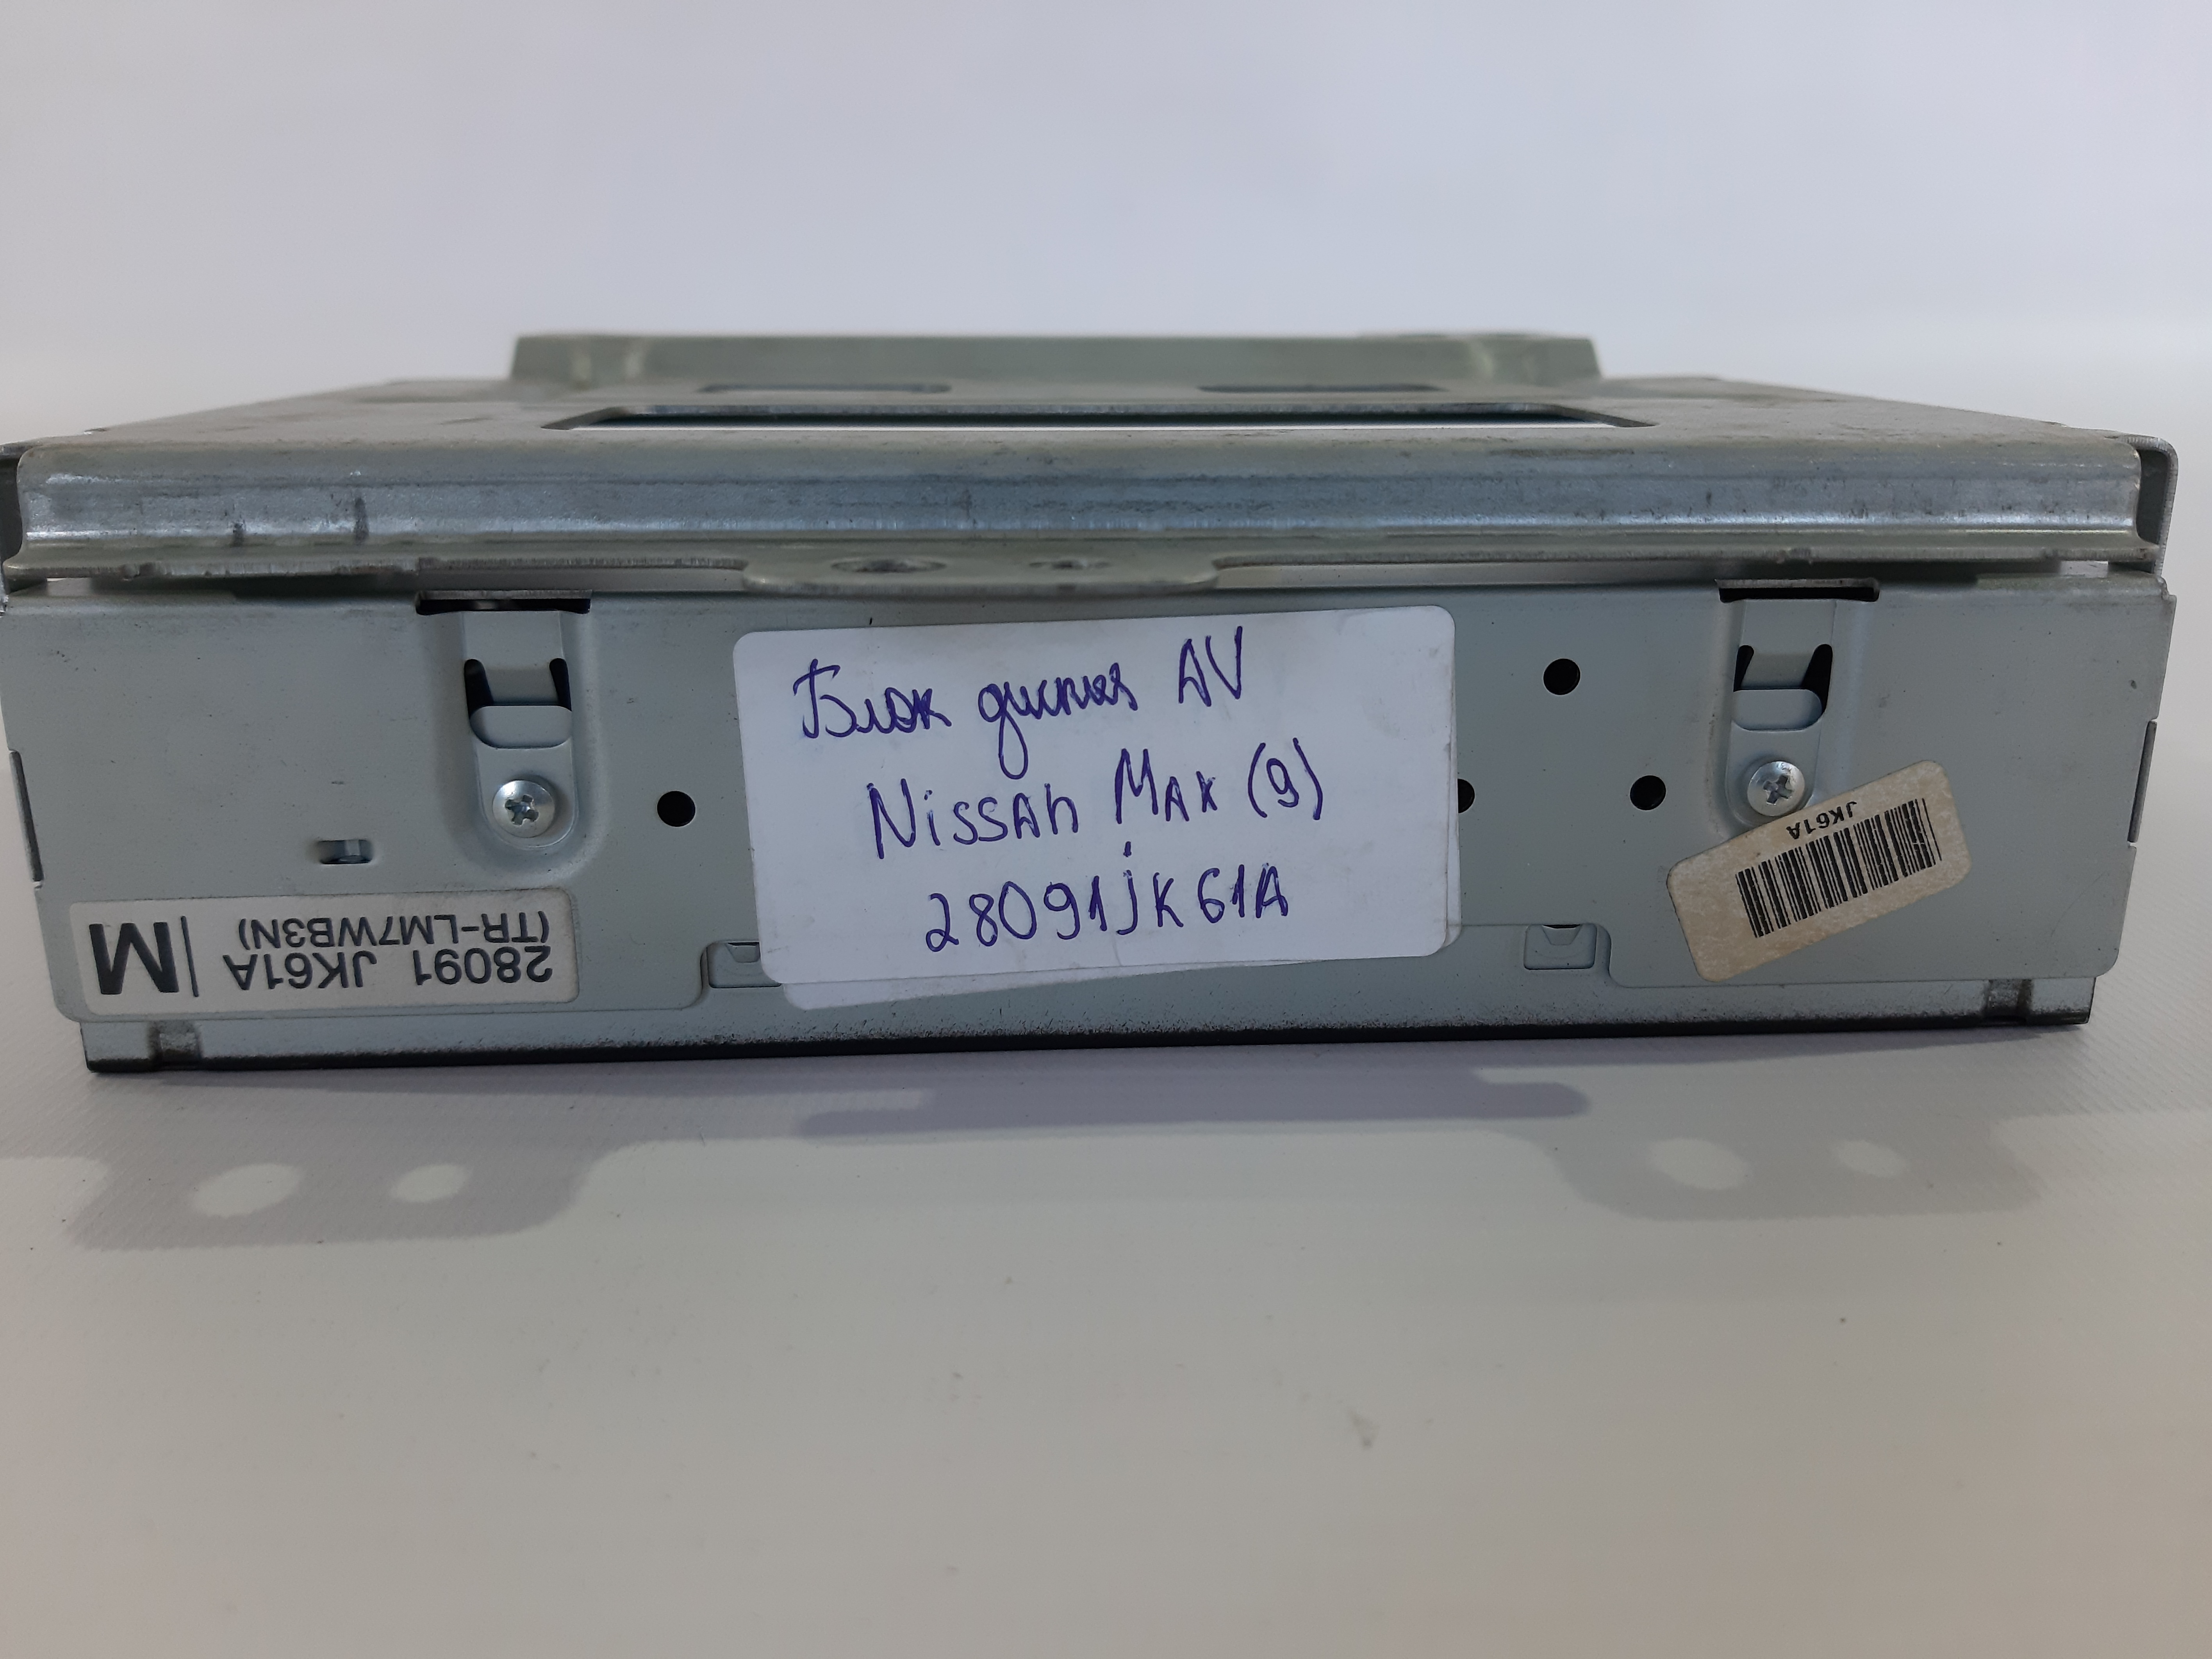 Блок дисплея AV
Nissan Max (9)
28091jK61A
28091 JK61A
(TR-LM7WB3N)
M
JK61A